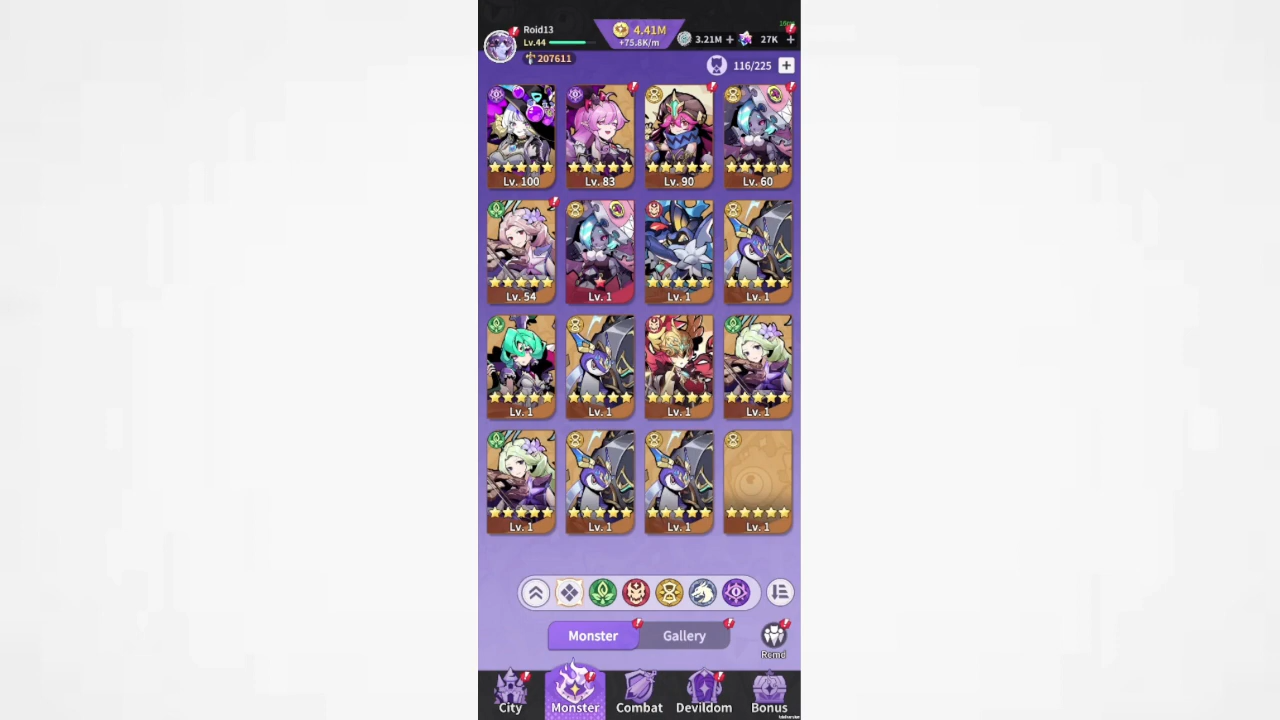 Roid13
Lv.44
4.41M
+75.8K/m
3.21M
27K
207611
116/225
Lv. 100
Lv. 83
Lv. 90
Lv. 60
Lv. 54
Lv. 1
Lv. 1
Lv. 1
Lv. 1
Lv. 1
Lv. 1
Lv. 1
Lv. 1
Lv. 1
Lv. 1
Lv. 1
Monster
Gallery
Rcmd
City
Monster
Combat
Devildom
Bonus